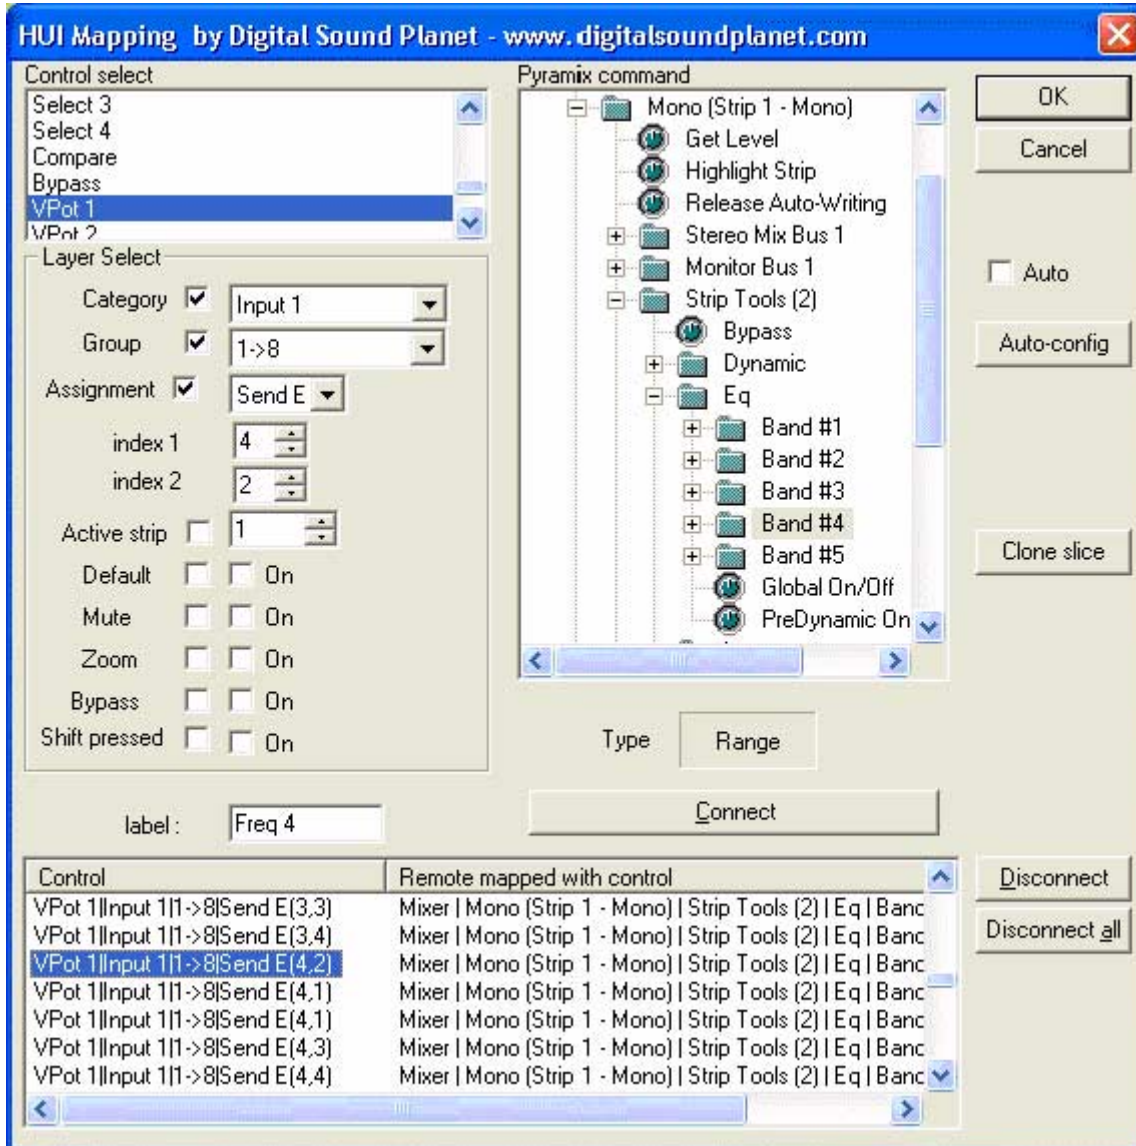 HUI Mapping by Digital Sound Planet - www.digitalsoundplanet.com
Control select
Select 3
Select 4
Compare
Bypass
VPot 1
VPot 2
Layer Select
Category
Input 1
Group
1->8
Assignment
Send E
index 1
4
index 2
2
Active strip
1
Default
On
Mute
On
Zoom
On
Bypass
On
Shift pressed
On
label :
Freq 4
Pyramix command
Mono (Strip 1 - Mono)
Get Level
Highlight Strip
Release Auto-Writing
Stereo Mix Bus 1
Monitor Bus 1
Strip Tools (2)
Bypass
Dynamic
Eq
Band #1
Band #2
Band #3
Band #4
Band #5
Global On/Off
PreDynamic On
Type
Range
Connect
OK
Cancel
Auto
Auto-config
Clone slice
Control Remote mapped with control
VPot 1|Input 1|1->8|Send E(3,3) Mixer | Mono (Strip 1 - Mono) | Strip Tools (2) | Eq | Banc
VPot 1|Input 1|1->8|Send E(3,4) Mixer | Mono (Strip 1 - Mono) | Strip Tools (2) | Eq | Banc
VPot 1|Input 1|1->8|Send E(4,2) Mixer | Mono (Strip 1 - Mono) | Strip Tools (2) | Eq | Banc
VPot 1|Input 1|1->8|Send E(4,1) Mixer | Mono (Strip 1 - Mono) | Strip Tools (2) | Eq | Banc
VPot 1|Input 1|1->8|Send E(4,1) Mixer | Mono (Strip 1 - Mono) | Strip Tools (2) | Eq | Banc
VPot 1|Input 1|1->8|Send E(4,3) Mixer | Mono (Strip 1 - Mono) | Strip Tools (2) | Eq | Banc
VPot 1|Input 1|1->8|Send E(4,4) Mixer | Mono (Strip 1 - Mono) | Strip Tools (2) | Eq | Banc
Disconnect
Disconnect all